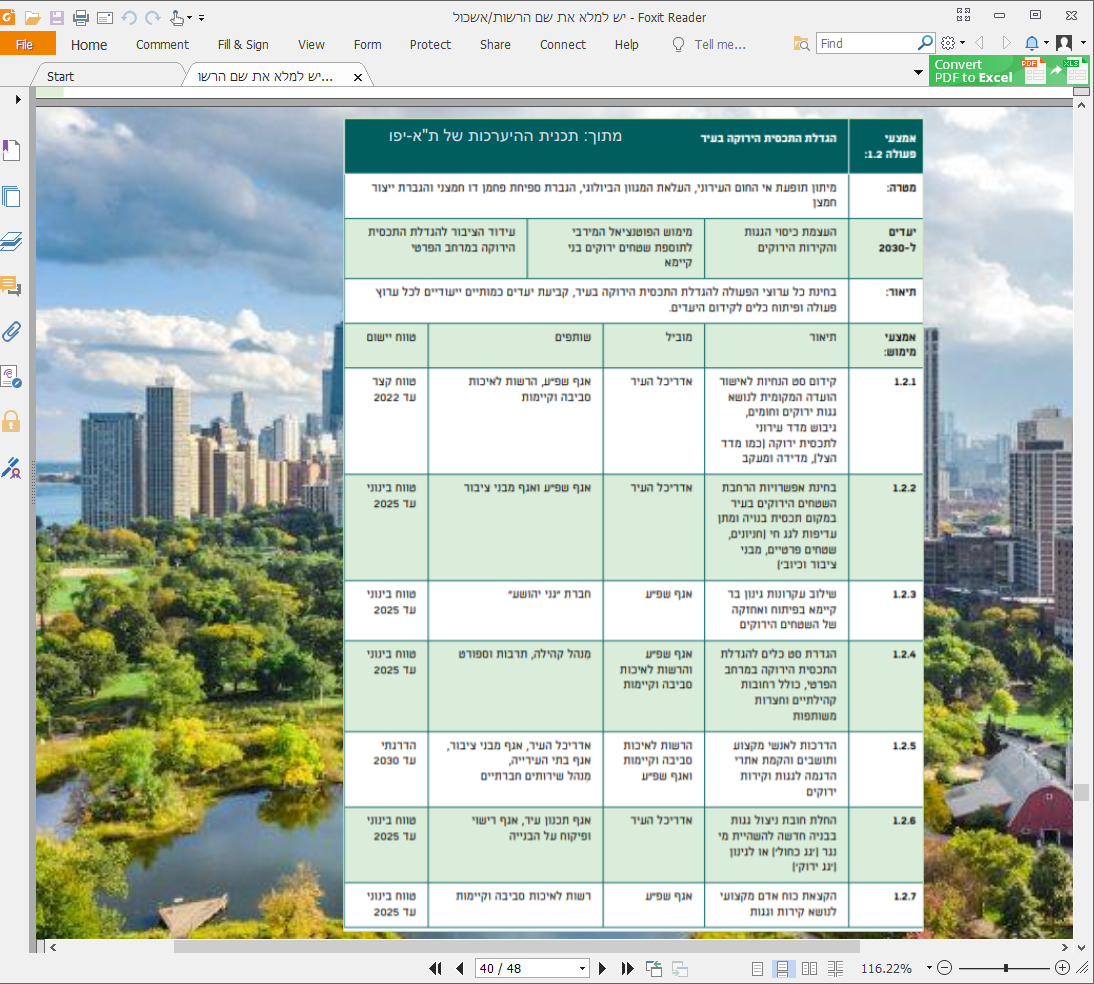 יש למלא את שם הרשות/אשכול - Foxit Reader
File Home Comment Fill & Sign View Form Protect Share Connect Help Tell me... Find
Start
יש למלא את שם הרשו...
Convert
PDF to Excel
PDF XLS
אמצעי
פעולה 1.2:
הגדלת התכסית הירוקה בעיר
מתוך: תכנית ההיערכות של ת"א-יפו
מטרה:
מיתון תופעת אי החום העירוני, העלאת המגוון הביולוגי, הגברת ספיחת פחמן דו חמצני והגברת ייצור
חמצן
יעדים
ל-2030
העצמת כיסוי הגגות
והקירות הירוקים
מימוש הפוטנציאל המירבי
לתוספת שטחים ירוקים בני
קיימא
עידוד הציבור להגדלת התכסית
הירוקה במרחב הפרטי
תיאור:
בחינת כל ערוצי הפעולה להגדלת התכסית הירוקה בעיר, קביעת יעדים כמותיים ייעודיים לכל ערוץ
פעולה ופיתוח כלים לקידום היעדים.
אמצעי
מימוש:
תיאור
מוביל
שותפים
טווח יישום
1.2.1
קידום סט הנחיות לאישור
הועדה המקומית לנושא
גגות ירוקים וחומים,
גיבוש מדד עירוני
לתכסית ירוקה (כמו מדד
הצל), מדידה ומעקב
אדריכל העיר
אגף שפ״ע, הרשות לאיכות
סביבה וקיימות
טווח קצר
עד 2022
1.2.2
בחינת אפשרויות הרחבת
השטחים הירוקים בעיר
במקום תכסית בנויה ומתן
עדיפות לגג חי (חניונים,
שטחים פרטיים, מבני
ציבור וכיוב׳)
אדריכל העיר
אגף שפ״ע ואגף מבני ציבור
טווח בינוני
עד 2025
1.2.3
שילוב עקרונות גינון בר
קיימא בפיתוח ואחזקה
של השטחים הירוקים
אגף שפ״ע
חברת ״גני יהושע״
טווח בינוני
עד 2025
1.2.4
הגדרת סט כלים להגדלת
התכסית הירוקה במרחב
הפרטי, כולל רחובות
קהילתיים וחצרות
משותפות
אגף שפ״ע
והרשות לאיכות
סביבה וקיימות
מנהל קהילה, תרבות וספורט
טווח בינוני
עד 2025
1.2.5
הדרכות לאנשי מקצוע
ותושבים והקמת אתרי
הדגמה לגגות וקירות
ירוקים
הרשות לאיכות
סביבה וקיימות
ואגף שפ״ע
אדריכל העיר, אגף מבני ציבור,
אגף בתי העירייה,
מנהל שירותים חברתיים
הדרגתי
עד 2030
1.2.6
החלת חובת ניצול גגות
בבניה חדשה להשהיית מי
נגר (׳גג כחול׳) או לגינון
(׳גג ירוק׳)
אדריכל העיר
אגף תכנון עיר, אגף רישוי
ופיקוח על הבנייה
טווח בינוני
עד 2025
1.2.7
הקצאת כוח אדם מקצועי
לנושא קירות וגגות
אגף שפ״ע
רשות לאיכות סביבה וקיימות
טווח בינוני
עד 2025
40 / 48
116.22%